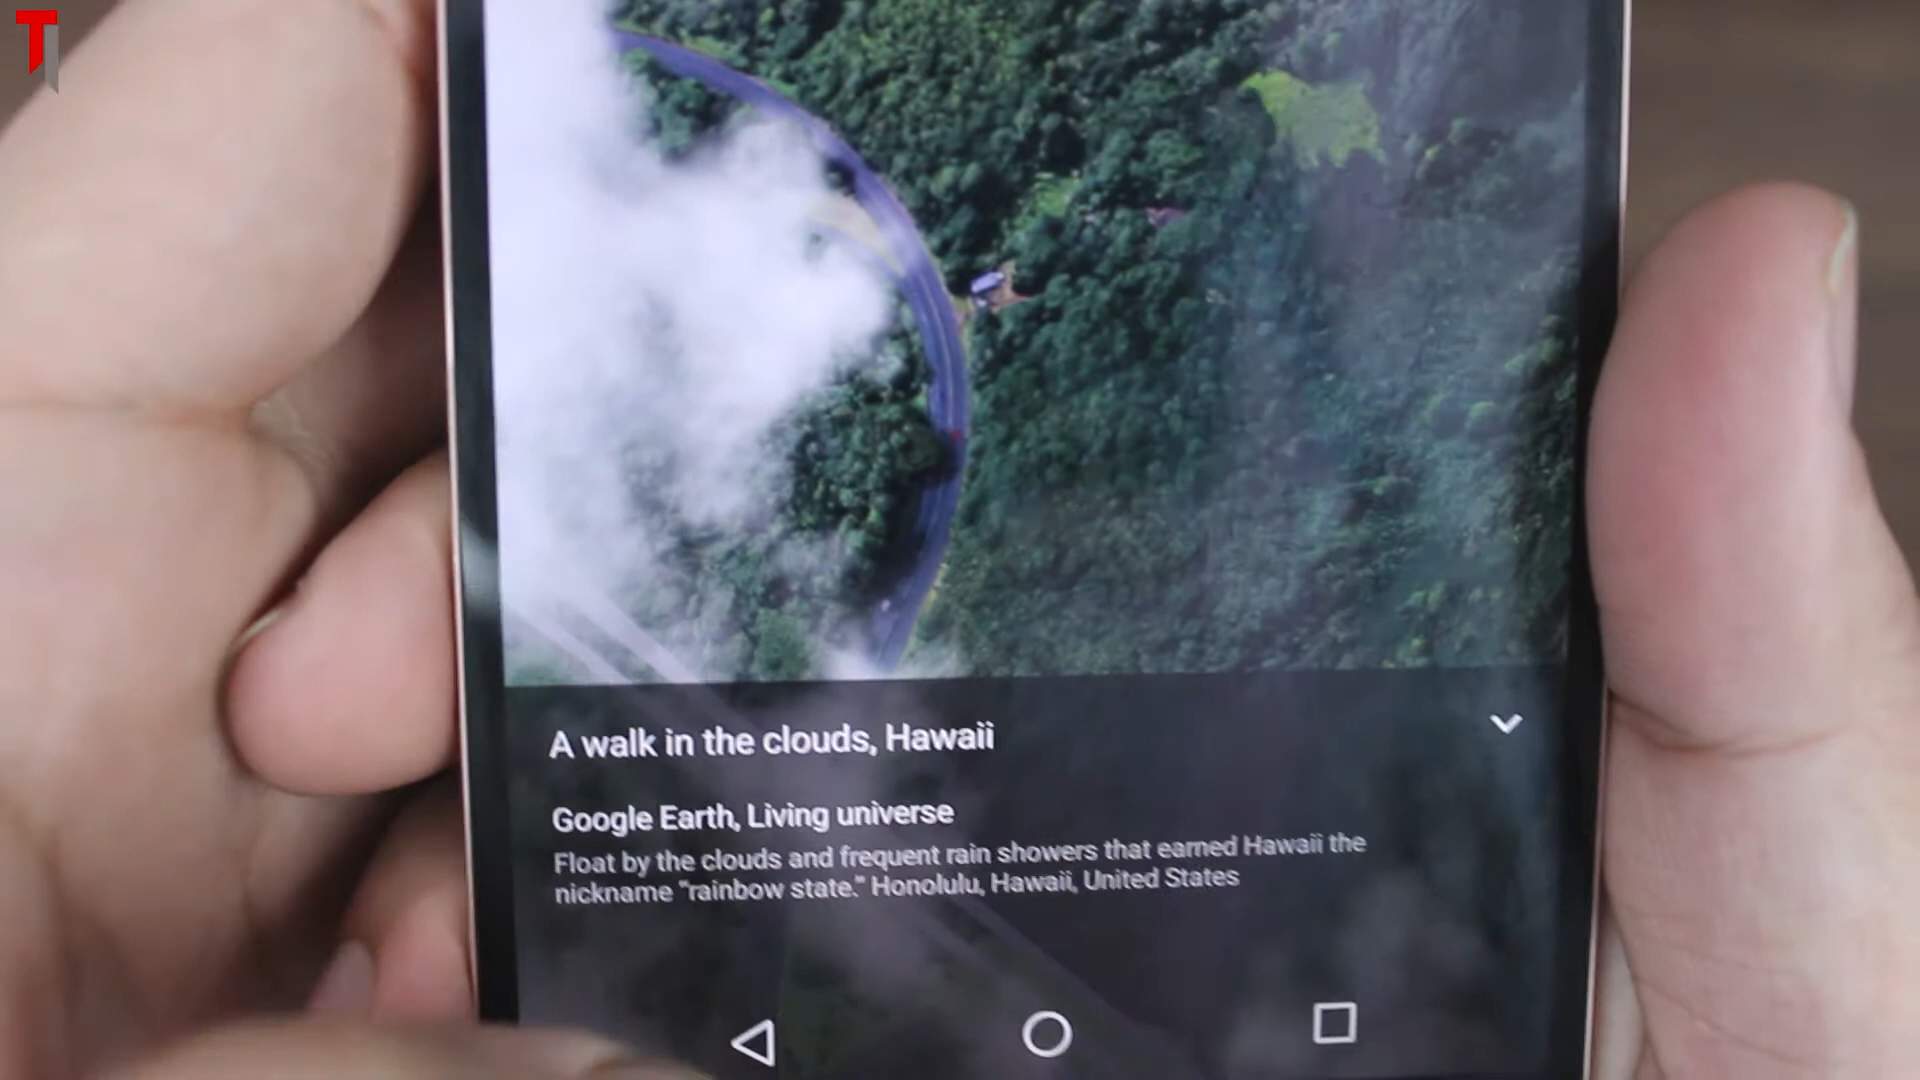 A walk in the clouds, Hawaii
Google Earth, Living universe
Float by the clouds and frequent rain showers that earned Hawaii the
nickname "rainbow state." Honolulu, Hawaii, United States